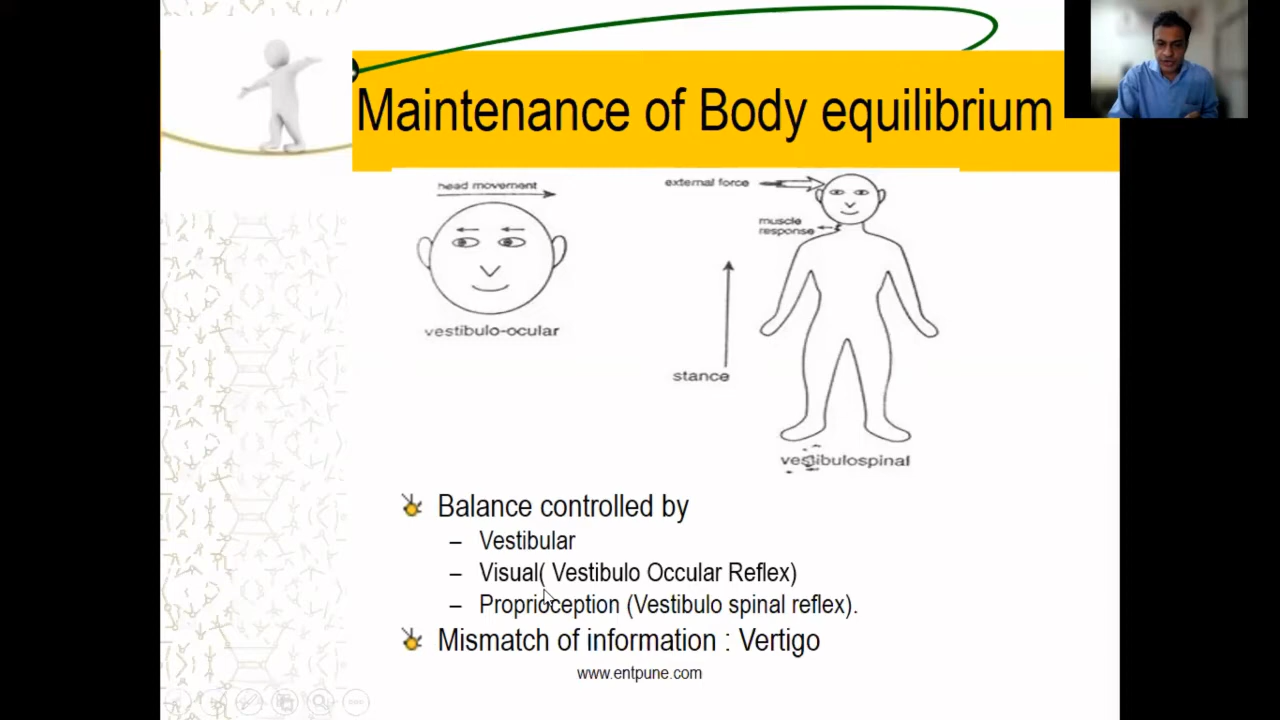 Maintenance of Body equilibrium
head movement
vestibulo-ocular
external force
muscle
response
stance
vestibulospinal
Balance controlled by
– Vestibular
– Visual( Vestibulo Occular Reflex)
– Proprioception (Vestibulo spinal reflex).
Mismatch of information : Vertigo
www.entpune.com